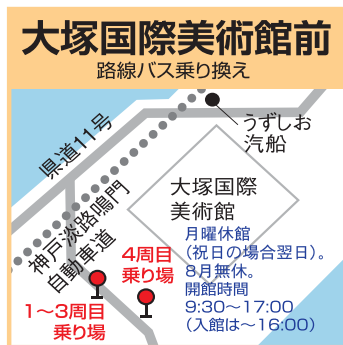 大塚国際美術館前
路線バス乗り換え
うずしお
汽船
県道11号
神戸淡路鳴門
自動車道
大塚国際
美術館
月曜休館
(祝日の場合翌日)。
8月無休。
開館時間
9:30〜17:00
(入館は〜16:00)
4周目
乗り場
1〜3周目
乗り場